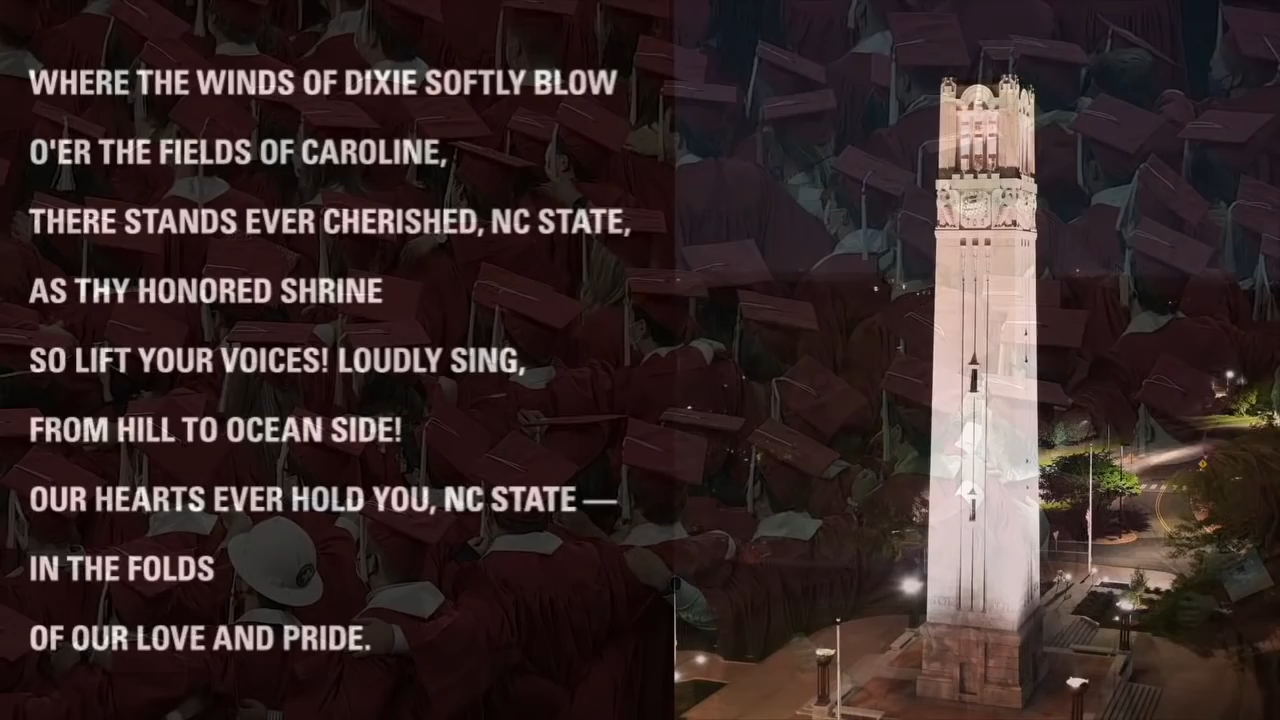 WHERE THE WINDS OF DIXIE SOFTLY BLOW
O'ER THE FIELDS OF CAROLINE,
THERE STANDS EVER CHERISHED, NC STATE,
AS THY HONORED SHRINE
SO LIFT YOUR VOICES! LOUDLY SING,
FROM HILL TO OCEAN SIDE!
OUR HEARTS EVER HOLD YOU, NC STATE —
IN THE FOLDS
OF OUR LOVE AND PRIDE.